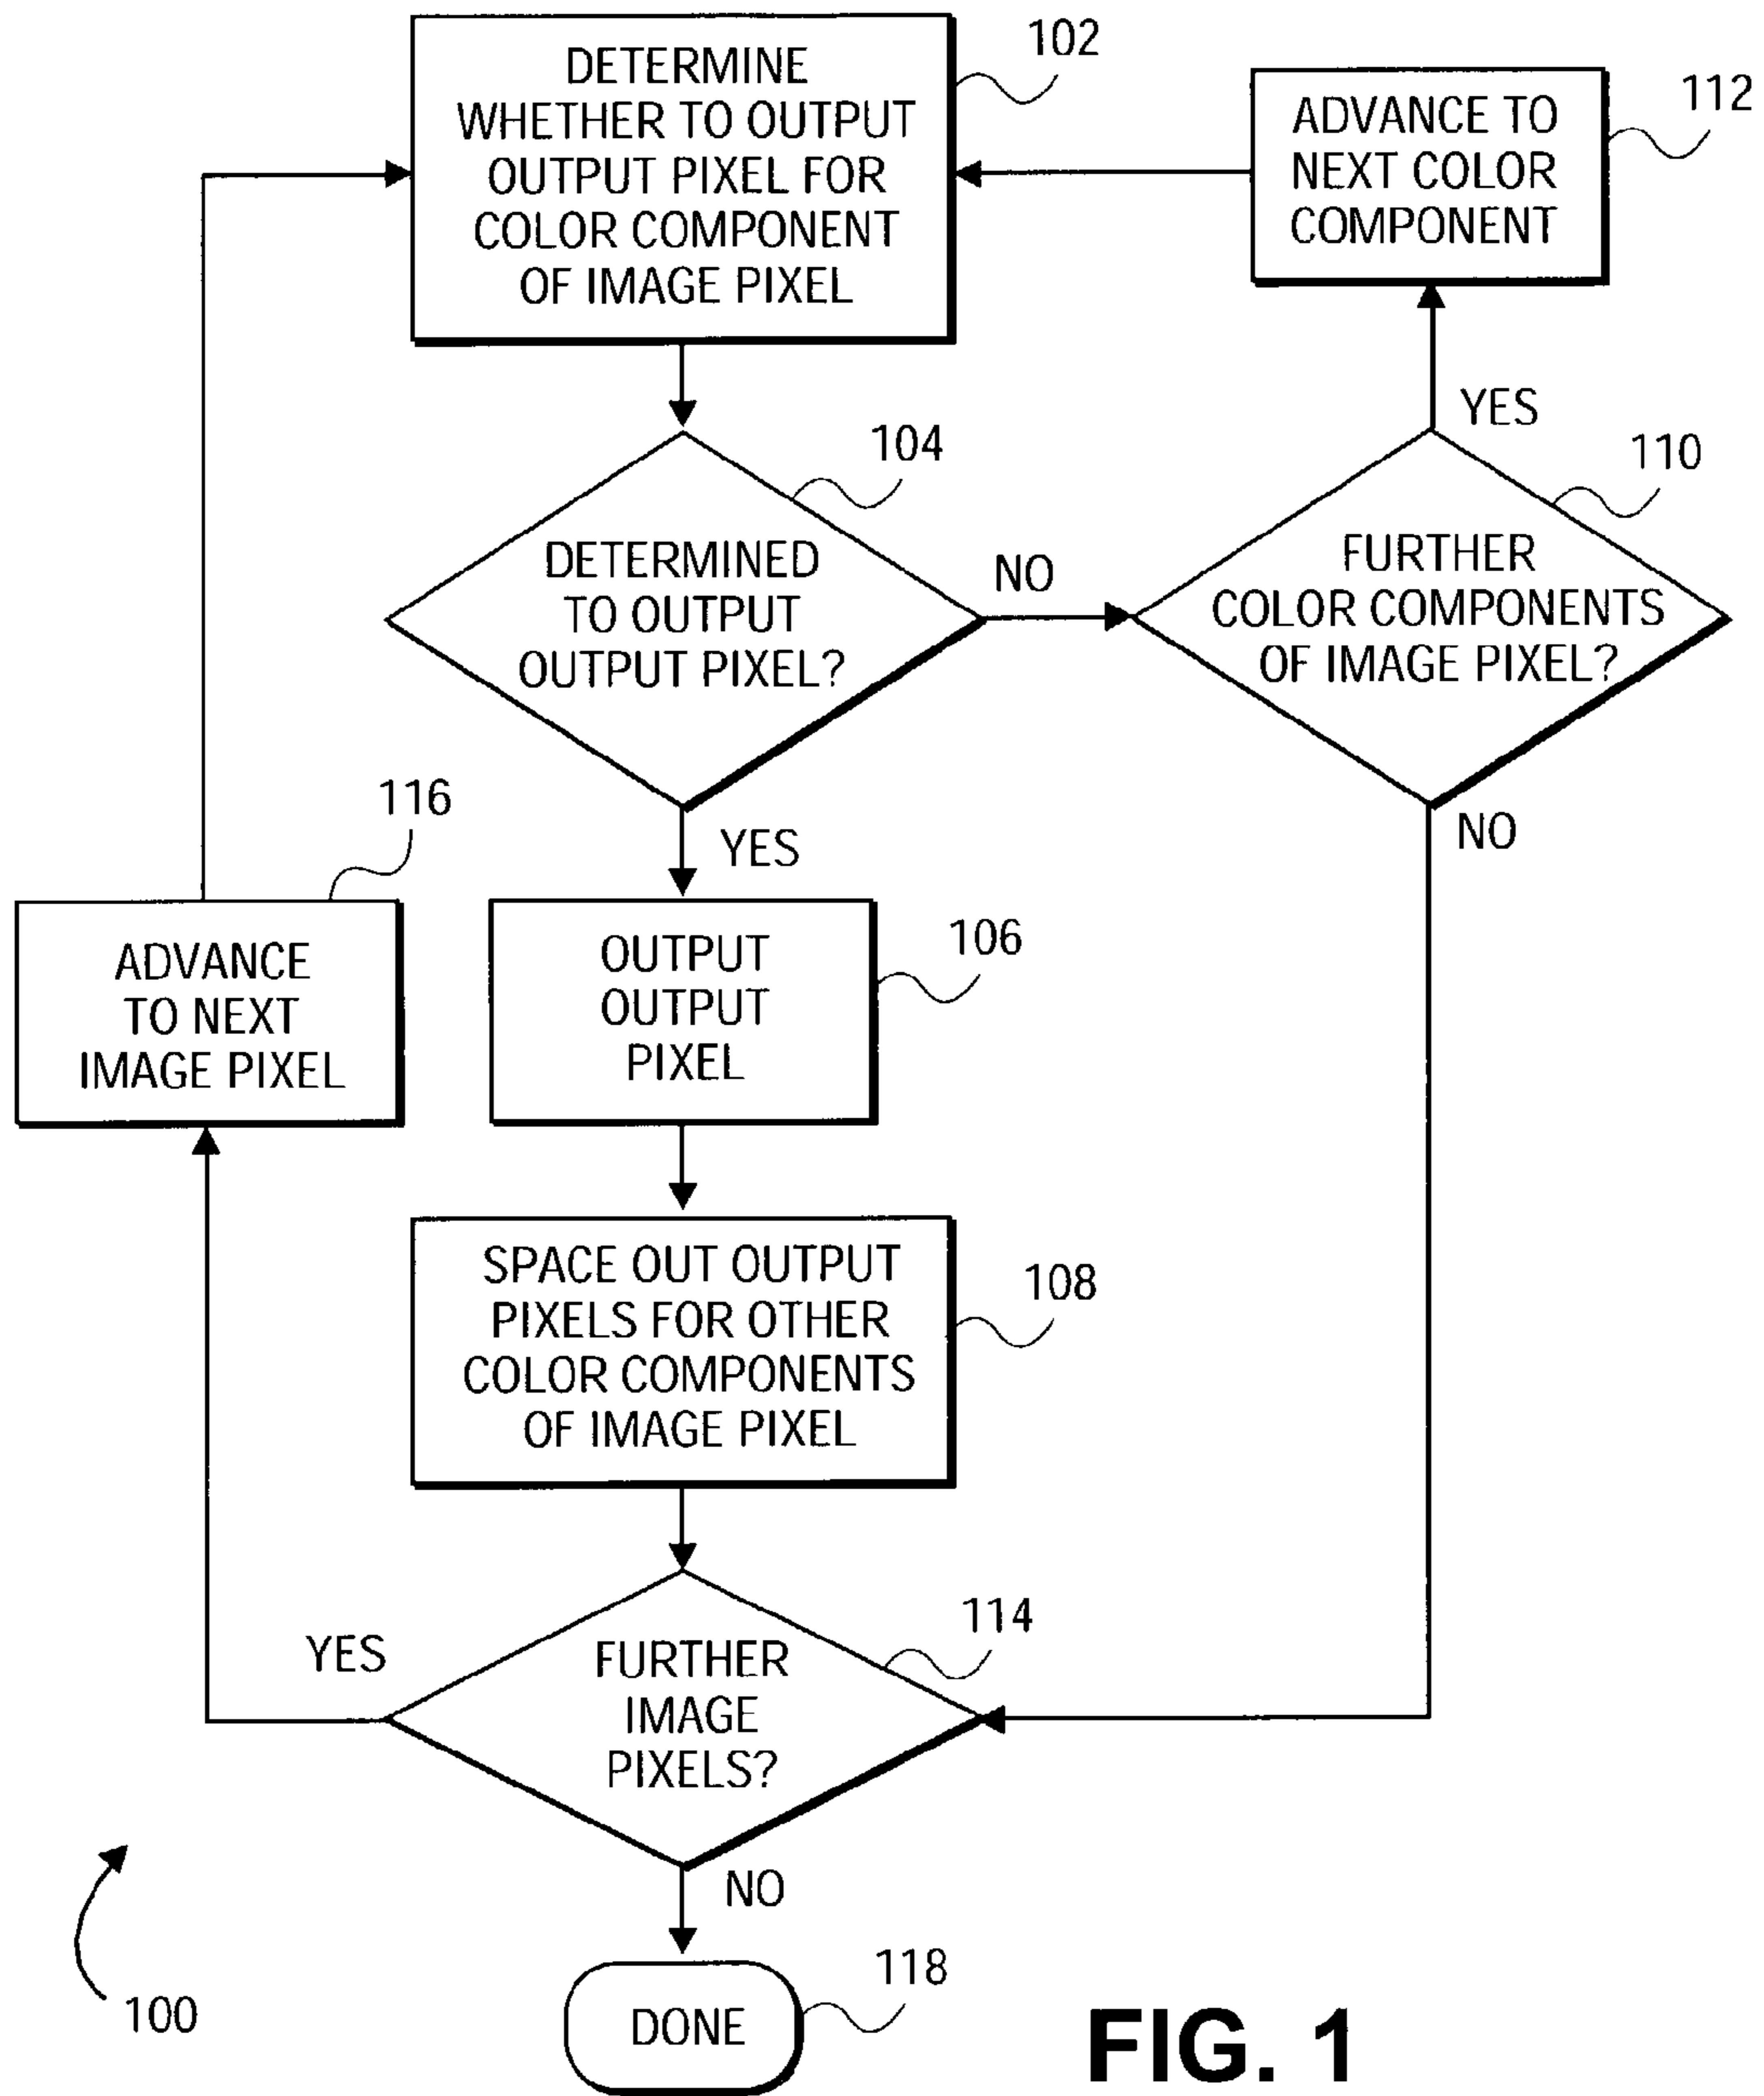 DETERMINE
WHETHER TO OUTPUT
OUTPUT PIXEL FOR
COLOR COMPONENT
OF IMAGE PIXEL
102
ADVANCE TO
NEXT COLOR
COMPONENT
112
YES
104
110
DETERMINED
TO OUTPUT
OUTPUT PIXEL?
NO
FURTHER
COLOR COMPONENTS
OF IMAGE PIXEL?
116
YES
NO
ADVANCE
TO NEXT
IMAGE PIXEL
OUTPUT
OUTPUT
PIXEL
106
SPACE OUT OUTPUT
PIXELS FOR OTHER
COLOR COMPONENTS
OF IMAGE PIXEL
108
YES
FURTHER
IMAGE
PIXELS?
114
NO
100
DONE
118
FIG. 1